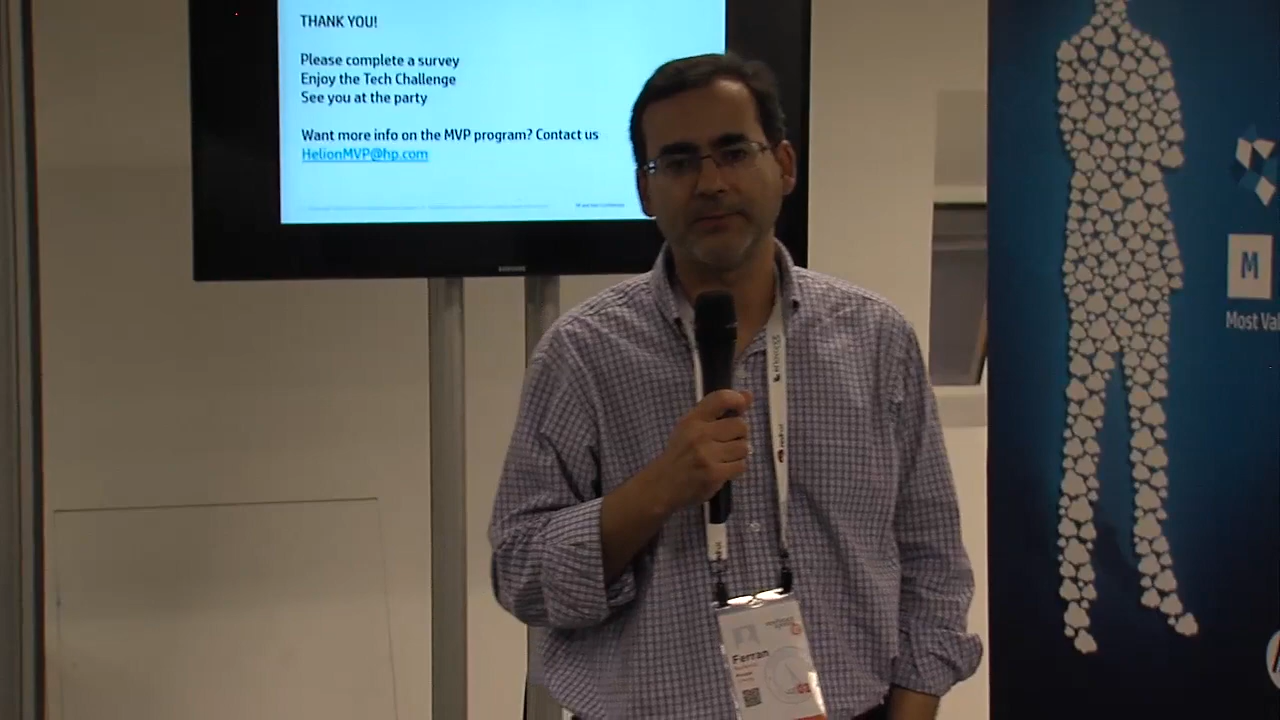 THANK YOU!
Please complete a survey
Enjoy the Tech Challenge
See you at the party
Want more info on the MVP program? Contact us
HelionMVP@hp.com
SAMSUNG
M
Most Val
Ferran